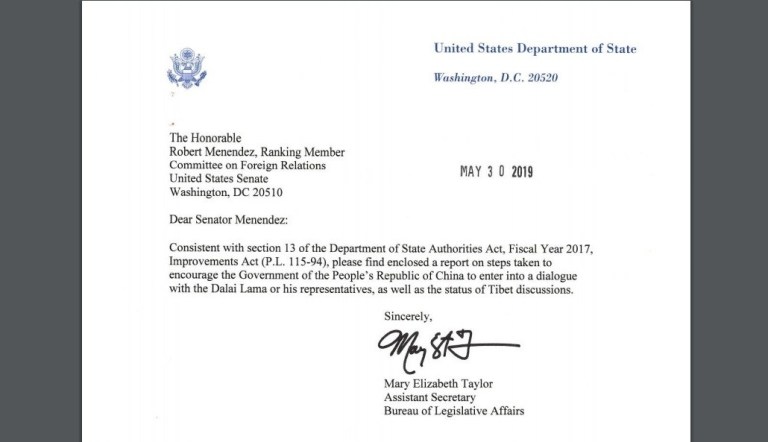 United States Department of State
Washington, D.C. 20520
The Honorable
Robert Menendez, Ranking Member
Committee on Foreign Relations
United States Senate
Washington, DC 20510
MAY 30 2019
Dear Senator Menendez:
Consistent with section 13 of the Department of State Authorities Act, Fiscal Year 2017,
Improvements Act (P.L. 115-94), please find enclosed a report on steps taken to
encourage the Government of the People's Republic of China to enter into a dialogue
with the Dalai Lama or his representatives, as well as the status of Tibet discussions.
Sincerely,
Mary Elizabeth Taylor
Assistant Secretary
Bureau of Legislative Affairs